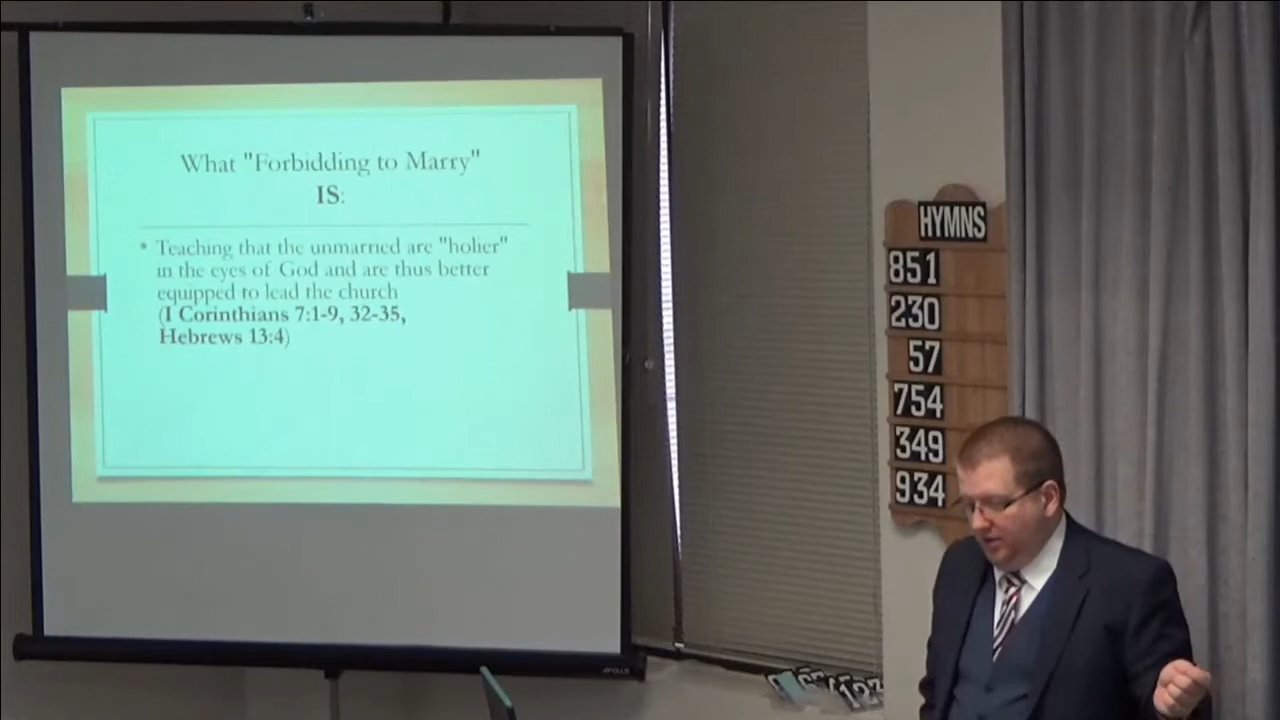 What "Forbidding to Marry"
IS:
* Teaching that the unmarried are "holier"
in the eyes of God and are thus better
equipped to lead the church
(I Corinthians 7:1-9, 32-35,
Hebrews 13:4)
HYMNS
851
230
57
754
349
934
APOLLO